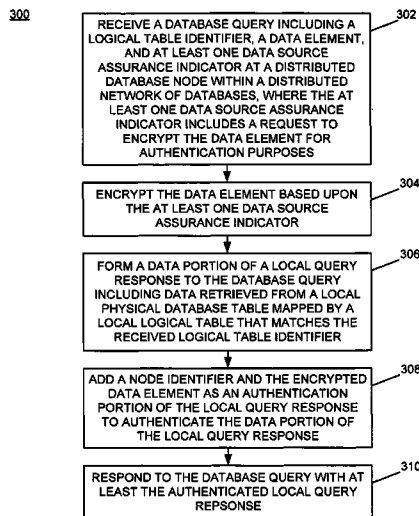 300
RECEIVE A DATABASE QUERY INCLUDING A
LOGICAL TABLE IDENTIFIER, A DATA ELEMENT,
AND AT LEAST ONE DATA SOURCE
ASSURANCE INDICATOR AT A DISTRIBUTED
DATABASE NODE WITHIN A DISTRIBUTED
NETWORK OF DATABASES, WHERE THE AT
LEAST ONE DATA SOURCE ASSURANCE
INDICATOR INCLUDES A REQUEST TO
ENCRYPT THE DATA ELEMENT FOR
AUTHENTICATION PURPOSES
302
ENCRYPT THE DATA ELEMENT BASED UPON
THE AT LEAST ONE DATA SOURCE
ASSURANCE INDICATOR
304
FORM A DATA PORTION OF A LOCAL QUERY
RESPONSE TO THE DATABASE QUERY
INCLUDING DATA RETRIEVED FROM A LOCAL
PHYSICAL DATABASE TABLE MAPPED BY A
LOCAL LOGICAL TABLE THAT MATCHES THE
RECEIVED LOGICAL TABLE IDENTIFIER
306
ADD A NODE IDENTIFIER AND THE ENCRYPTED
DATA ELEMENT AS AN AUTHENTICATION
PORTION OF THE LOCAL QUERY RESPONSE
TO AUTHENTICATE THE DATA PORTION OF
THE LOCAL QUERY RESPONSE
308
RESPOND TO THE DATABASE QUERY WITH AT
LEAST THE AUTHENTICATED LOCAL QUERY
REPSONSE
310